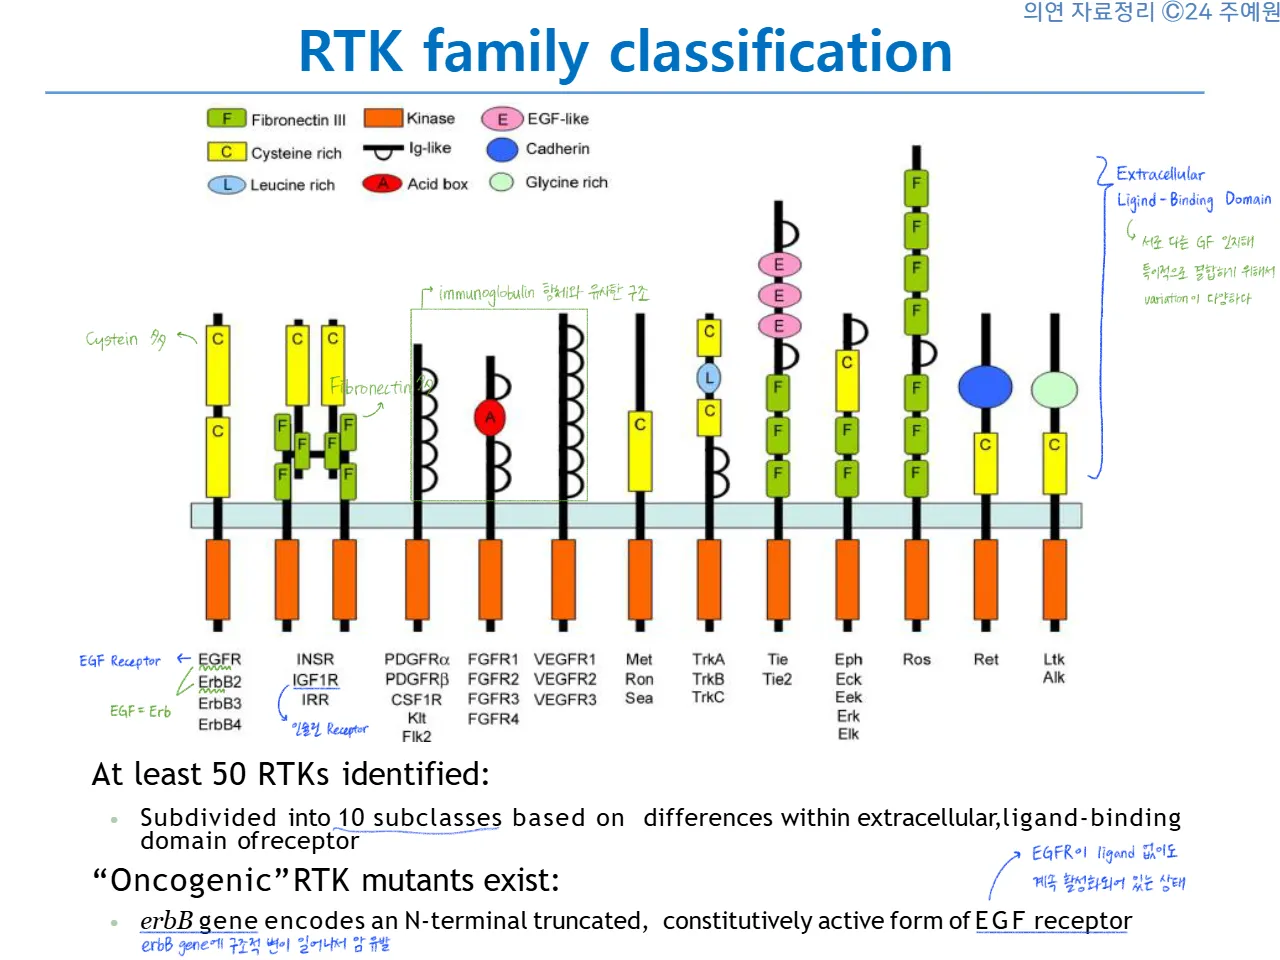 의연 자료정리 ©24 주예원
RTK family classification
F Fibronectin III
Kinase
E EGF-like
C Cysteine rich
Ig-like
Cadherin
L Leucine rich
A Acid box
Glycine rich
Extracellular
Ligind-Binding Domain
서로 다른 GF 인지해
특이적으로 결합하기 위해서
variation이 다양하다
immunoglobulin 항체와 유사한 구조
Cystein
Fibronectin
C
C
C
C
F
F
F
F
F
F
A
C
C
L
C
E
E
E
F
F
F
C
F
F
F
F
F
F
F
F
F
C
C
EGF Receptor
EGF = Erb
EGFR
ErbB2
ErbB3
ErbB4
INSR
IGF1R
IRR
인슐린 Receptor
PDGFRα
PDGFRβ
CSF1R
Klt
Flk2
FGFR1
FGFR2
FGFR3
FGFR4
VEGFR1
VEGFR2
VEGFR3
Met
Ron
Sea
TrkA
TrkB
TrkC
Tie
Tie2
Eph
Eck
Eek
Erk
Elk
Ros
Ret
Ltk
Alk
At least 50 RTKs identified:
• Subdivided into 10 subclasses based on differences within extracellular,ligand-binding
domain ofreceptor
EGFR이 ligand 없이도
계속 활성화되어 있는 상태
“Oncogenic”RTK mutants exist:
• erbB gene encodes an N-terminal truncated, constitutively active form of EGF receptor
erbB gene에 구조적 변이 일어나서 암 유발